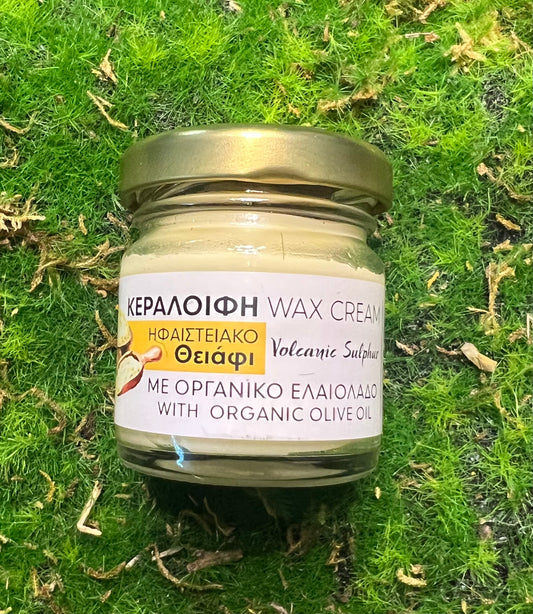 ΚΕΡΑΛΟΙΦΗ WAX CREAM
ΗΦΑΙΣΤΕΙΑΚΟ
Θειάφι Volcanic Sulphur
ΜΕ ΟΡΓΑΝΙΚΟ ΕΛΑΙΟΛΑΔΟ
WITH ORGANIC OLIVE OIL